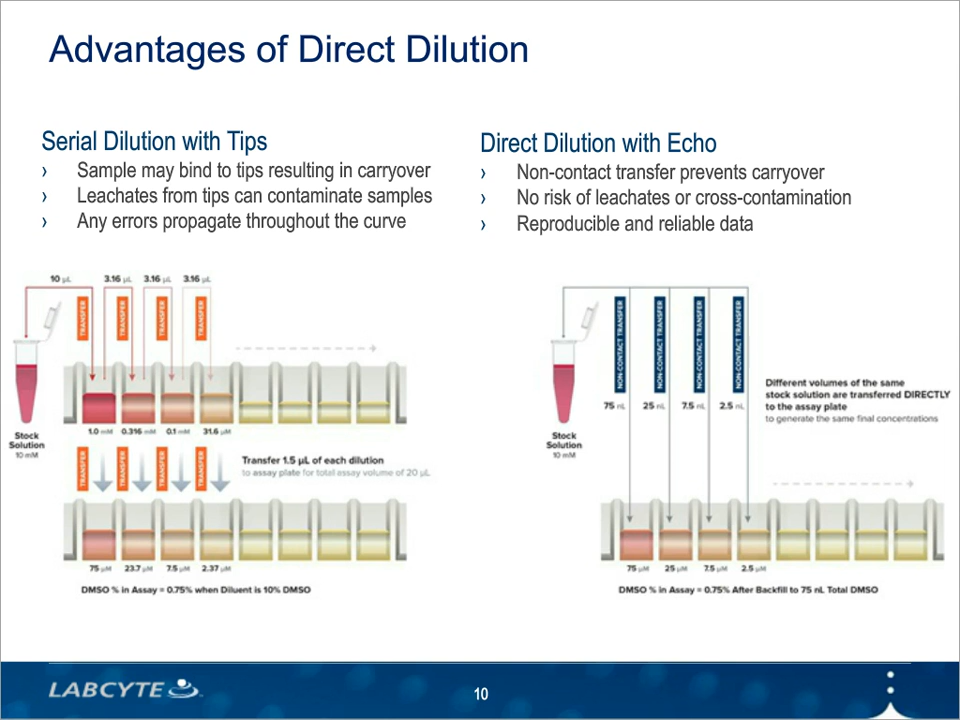 Advantages of Direct Dilution
Serial Dilution with Tips
› Sample may bind to tips resulting in carryover
› Leachates from tips can contaminate samples
› Any errors propagate throughout the curve
10 µL 3.16 µL 3.16 µL 3.16 µL
TRANSFER TRANSFER TRANSFER TRANSFER
Stock
Solution
10 mM
1.0 mM 0.316 mM 0.1 mM 31.6 µM
TRANSFER TRANSFER TRANSFER TRANSFER
Transfer 1.5 µL of each dilution
to assay plate for total assay volume of 20 µL
75 µM 23.7 µM 7.5 µM 2.37 µM
DMSO % in Assay = 0.75% when Diluent is 10% DMSO
Direct Dilution with Echo
› Non-contact transfer prevents carryover
› No risk of leachates or cross-contamination
› Reproducible and reliable data
NON-CONTACT TRANSFER NON-CONTACT TRANSFER NON-CONTACT TRANSFER NON-CONTACT TRANSFER
75 nL 25 nL 7.5 nL 2.5 nL
Stock
Solution
10 mM
Different volumes of the same
stock solution are transferred DIRECTLY
to the assay plate
to generate the same final concentrations
75 µM 25 µM 7.5 µM 2.5 µM
DMSO % in Assay = 0.75% After Backfill to 75 nL Total DMSO
LABCYTE
10